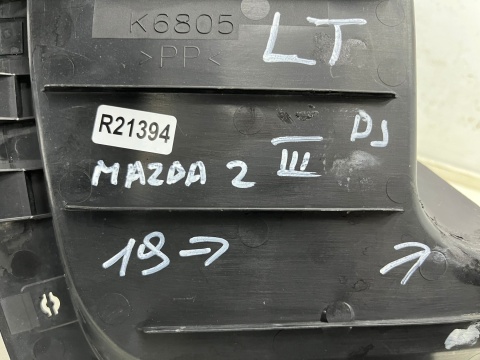 K6805
>PP<
LT
R21394
MAZDA 2 III DJ
19→